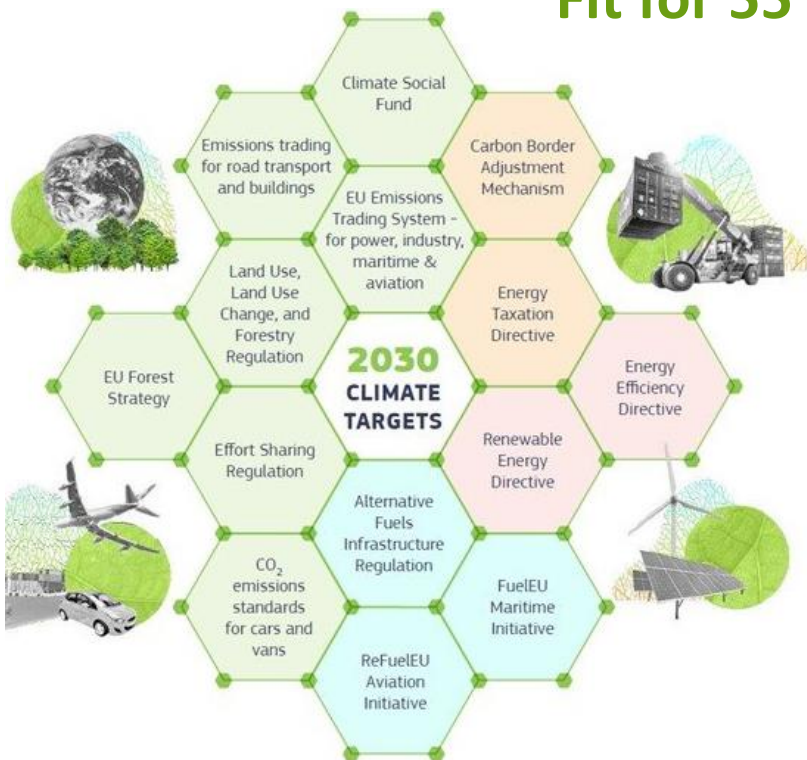 Fit for 55
Climate Social
Fund
Emissions trading
for road transport
and buildings
Carbon Border
Adjustment
Mechanism
EU Emissions
Trading System –
for power, industry,
maritime &
aviation
Land Use,
Land Use
Change, and
Forestry
Regulation
Energy
Taxation
Directive
EU Forest
Strategy
2030
CLIMATE
TARGETS
Energy
Efficiency
Directive
Effort Sharing
Regulation
Renewable
Energy
Directive
Alternative
Fuels
Infrastructure
Regulation
CO₂
emissions
standards
for cars and
vans
FuelEU
Maritime
Initiative
ReFuelEU
Aviation
Initiative